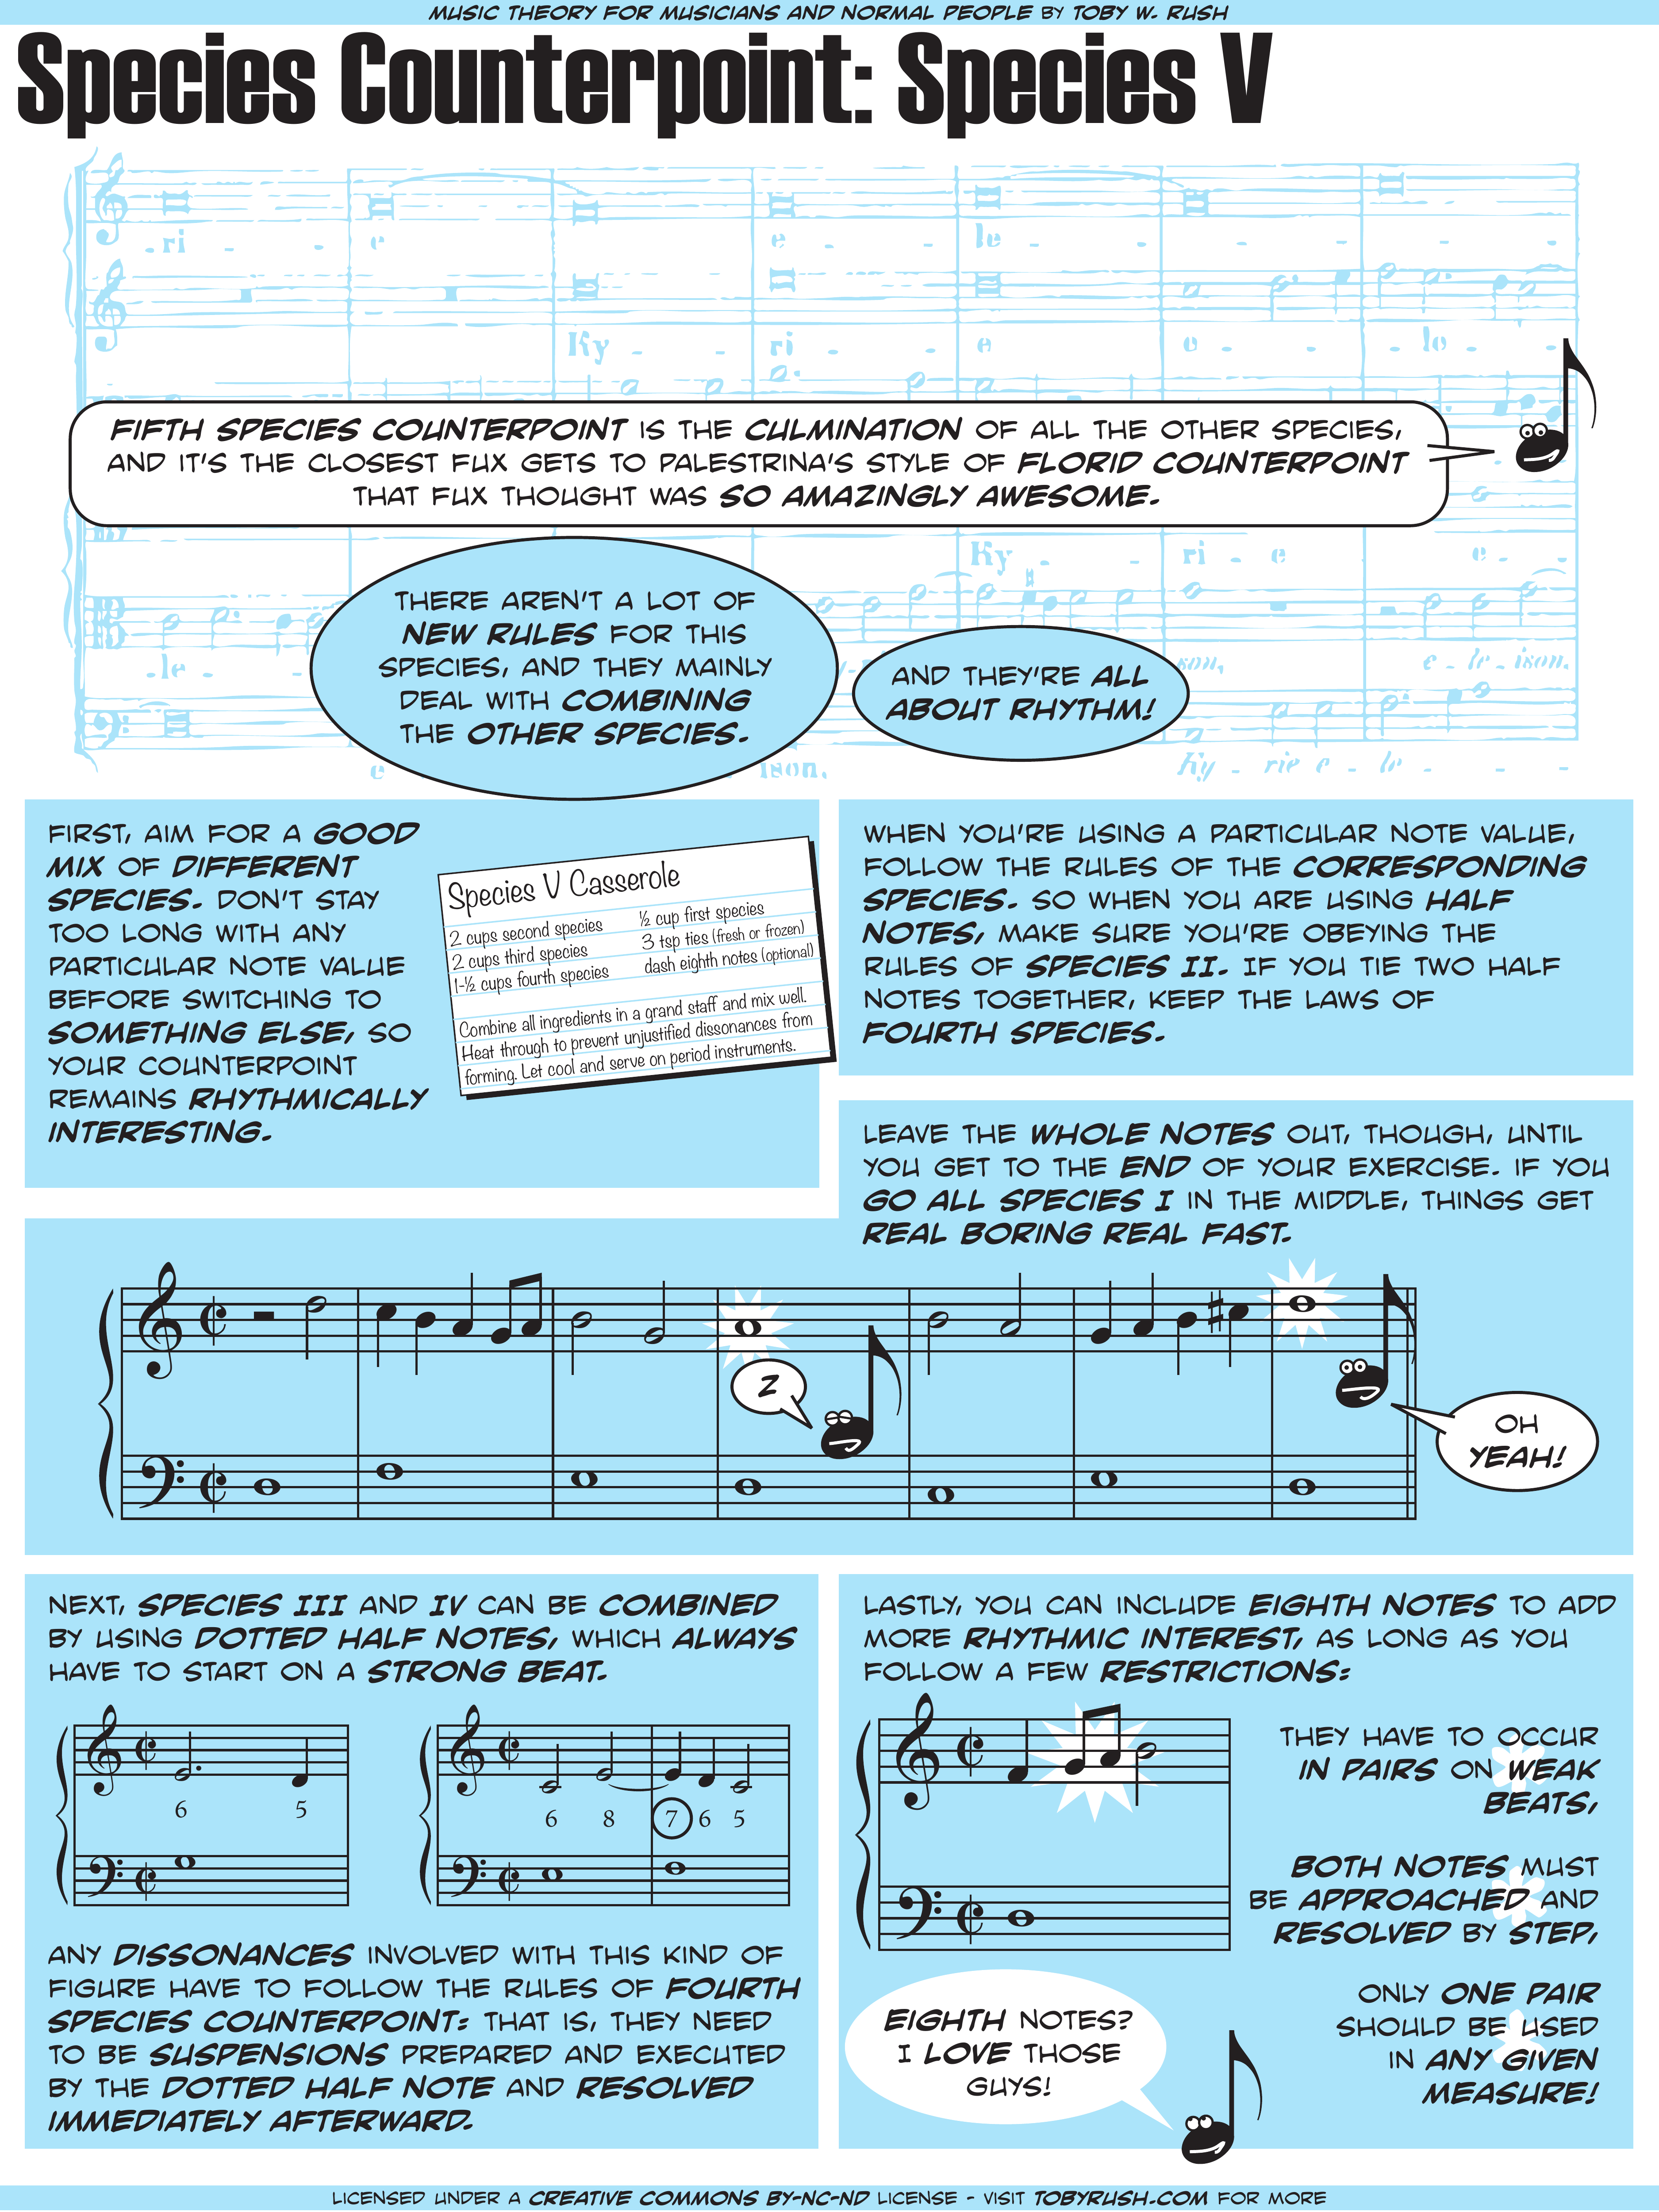 MUSIC THEORY FOR MUSICIANS AND NORMAL PEOPLE BY TOBY W. RUSH
Species Counterpoint: Species V
- ri - - e e - - le - - - - -
Ky - - ri - - e e - - - lo - -
FIFTH SPECIES COUNTERPOINT IS THE CULMINATION OF ALL THE OTHER SPECIES,
AND IT'S THE CLOSEST FUX GETS TO PALESTRINA'S STYLE OF FLORID COUNTERPOINT
THAT FUX THOUGHT WAS SO AMAZINGLY AWESOME.
Ky - - ri - e e -
THERE AREN'T A LOT OF
NEW RULES FOR THIS
SPECIES, AND THEY MAINLY
DEAL WITH COMBINING
THE OTHER SPECIES.
AND THEY'RE ALL
ABOUT RHYTHM!
- le - - son, e - le - ison.
e ison. Ky - rie e - le - - -
FIRST, AIM FOR A GOOD
MIX OF DIFFERENT
SPECIES. DON'T STAY
TOO LONG WITH ANY
PARTICULAR NOTE VALUE
BEFORE SWITCHING TO
SOMETHING ELSE, SO
YOUR COUNTERPOINT
REMAINS RHYTHMICALLY
INTERESTING.
Species V Casserole
2 cups second species
2 cups third species
1-½ cups fourth species
½ cup first species
3 tsp ties (fresh or frozen)
dash eighth notes (optional)
Combine all ingredients in a grand staff and mix well.
Heat through to prevent unjustified dissonances from
forming. Let cool and serve on period instruments.
WHEN YOU'RE USING A PARTICULAR NOTE VALUE,
FOLLOW THE RULES OF THE CORRESPONDING
SPECIES. SO WHEN YOU ARE USING HALF
NOTES, MAKE SURE YOU'RE OBEYING THE
RULES OF SPECIES II. IF YOU TIE TWO HALF
NOTES TOGETHER, KEEP THE LAWS OF
FOURTH SPECIES.
LEAVE THE WHOLE NOTES OUT, THOUGH, UNTIL
YOU GET TO THE END OF YOUR EXERCISE. IF YOU
GO ALL SPECIES I IN THE MIDDLE, THINGS GET
REAL BORING REAL FAST.
Z
OH
YEAH!
NEXT, SPECIES III AND IV CAN BE COMBINED
BY USING DOTTED HALF NOTES, WHICH ALWAYS
HAVE TO START ON A STRONG BEAT.
6 5
6 8 7 6 5
ANY DISSONANCES INVOLVED WITH THIS KIND OF
FIGURE HAVE TO FOLLOW THE RULES OF FOURTH
SPECIES COUNTERPOINT: THAT IS, THEY NEED
TO BE SUSPENSIONS PREPARED AND EXECUTED
BY THE DOTTED HALF NOTE AND RESOLVED
IMMEDIATELY AFTERWARD.
LASTLY, YOU CAN INCLUDE EIGHTH NOTES TO ADD
MORE RHYTHMIC INTEREST, AS LONG AS YOU
FOLLOW A FEW RESTRICTIONS:
THEY HAVE TO OCCUR
IN PAIRS ON WEAK
BEATS,
BOTH NOTES MUST
BE APPROACHED AND
RESOLVED BY STEP,
ONLY ONE PAIR
SHOULD BE USED
IN ANY GIVEN
MEASURE!
EIGHTH NOTES?
I LOVE THOSE
GUYS!
LICENSED UNDER A CREATIVE COMMONS BY-NC-ND LICENSE - VISIT TOBYRUSH.COM FOR MORE